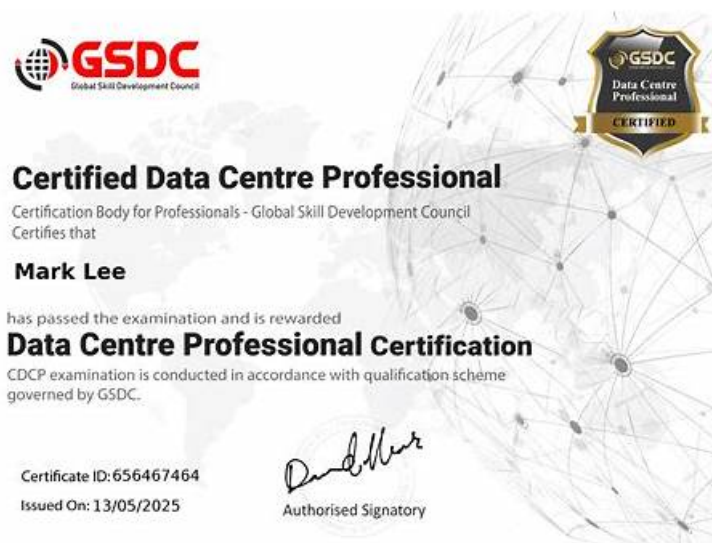 GSDC
Global Skill Development Council
GSDC
Data Centre
Professional
CERTIFIED
Certified Data Centre Professional
Certification Body for Professionals - Global Skill Development Council
Certifies that
Mark Lee
has passed the examination and is rewarded
Data Centre Professional Certification
CDCP examination is conducted in accordance with qualification scheme
governed by GSDC.
Certificate ID: 656467464
Issued On: 13/05/2025
Authorised Signatory